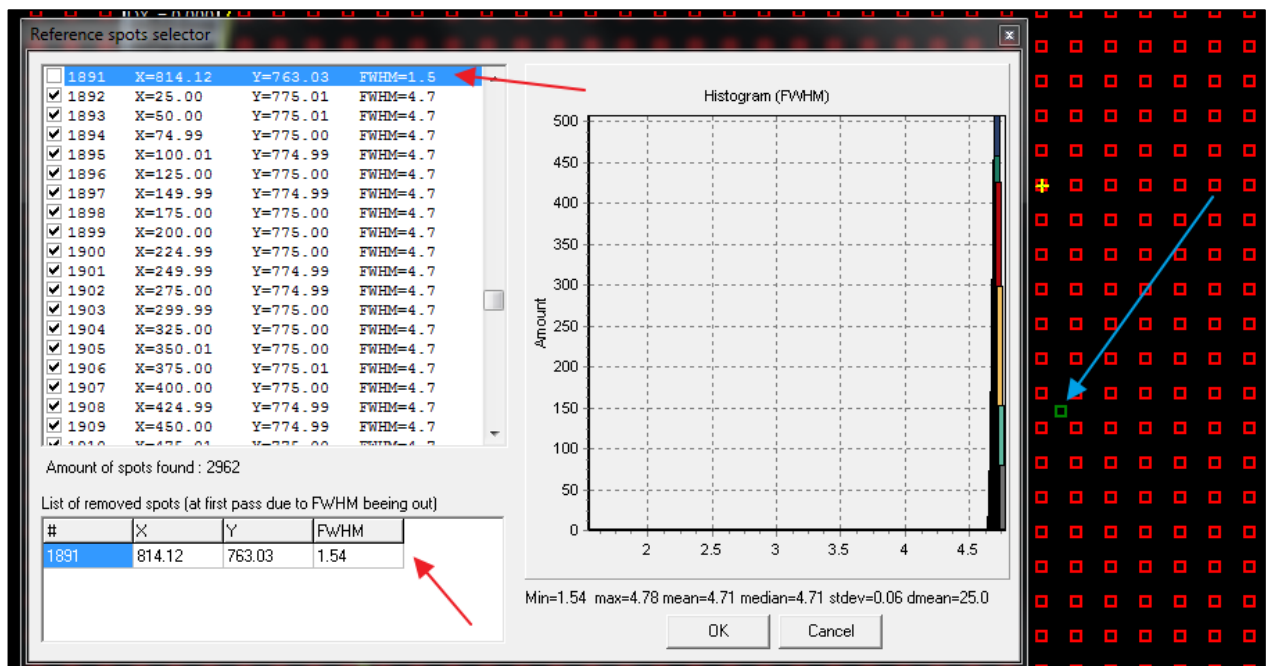 Reference spots selector
1891 X=814.12 Y=763.03 FWHM=1.5
1892 X=25.00 Y=775.01 FWHM=4.7
1893 X=50.00 Y=775.01 FWHM=4.7
1894 X=74.99 Y=775.00 FWHM=4.7
1895 X=100.01 Y=774.99 FWHM=4.7
1896 X=125.00 Y=775.00 FWHM=4.7
1897 X=149.99 Y=774.99 FWHM=4.7
1898 X=175.00 Y=775.00 FWHM=4.7
1899 X=200.00 Y=775.00 FWHM=4.7
1900 X=224.99 Y=775.00 FWHM=4.7
1901 X=249.99 Y=774.99 FWHM=4.7
1902 X=275.00 Y=774.99 FWHM=4.7
1903 X=299.99 Y=775.00 FWHM=4.7
1904 X=325.00 Y=775.00 FWHM=4.7
1905 X=350.01 Y=775.00 FWHM=4.7
1906 X=375.00 Y=775.01 FWHM=4.7
1907 X=400.00 Y=775.00 FWHM=4.7
1908 X=424.99 Y=774.99 FWHM=4.7
1909 X=450.00 Y=774.99 FWHM=4.7
Amount of spots found : 2962
List of removed spots (at first pass due to FWHM beeing out)
# X Y FWHM
1891 814.12 763.03 1.54
Histogram (FWHM)
500
450
400
350
300
250
200
150
100
50
0
Amount
2 2.5 3 3.5 4 4.5
Min=1.54 max=4.78 mean=4.71 median=4.71 stdev=0.06 dmean=25.0
OK Cancel